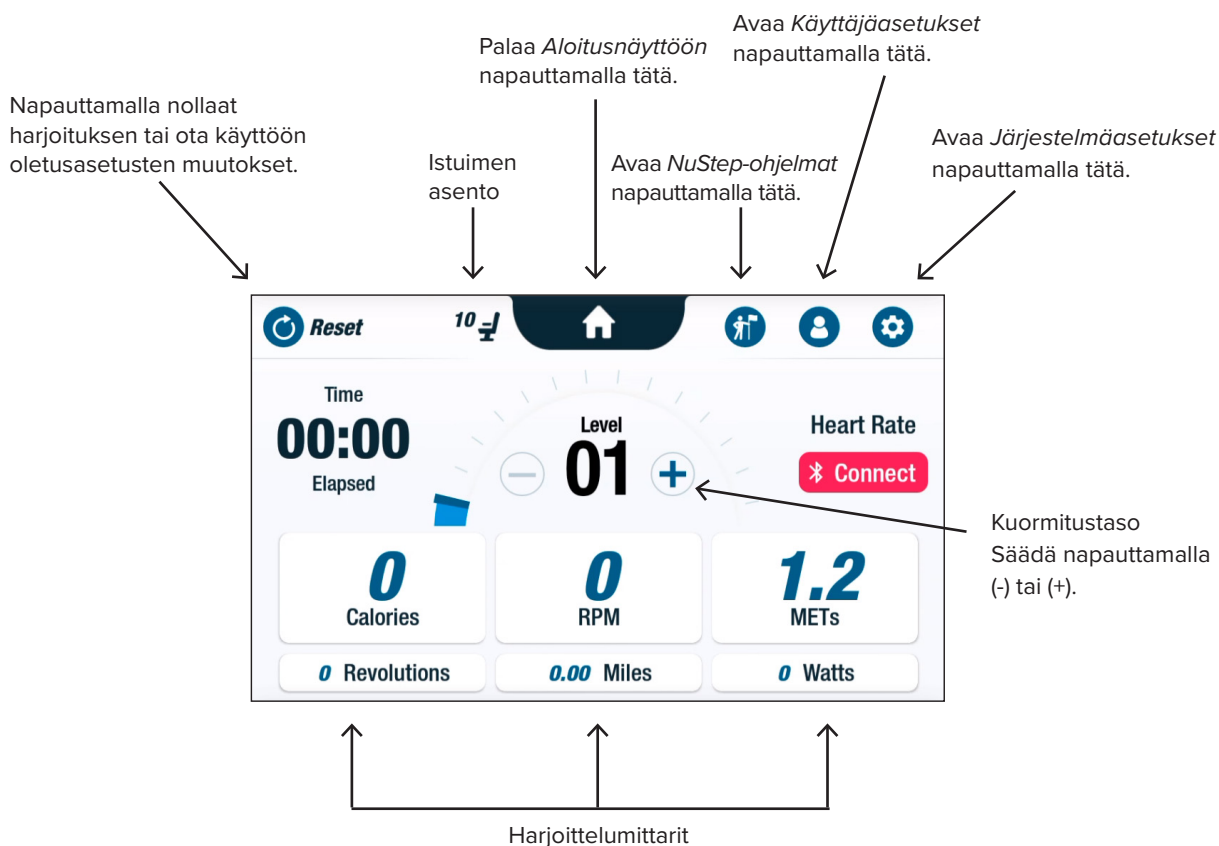 Avaa Käyttäjäasetukset
napauttamalla tätä.
Palaa Aloitusnäyttöön
napauttamalla tätä.
Napauttamalla nollaat
harjoituksen tai ota käyttöön
oletusasetusten muutokset.
Istuimen
asento
Avaa NuStep-ohjelmat
napauttamalla tätä.
Avaa Järjestelmäasetukset
napauttamalla tätä.
Reset
10
Time
00:00
Elapsed
Level
01
Heart Rate
Connect
Kuormitustaso
Säädä napauttamalla
(-) tai (+).
0
Calories
0
RPM
1.2
METs
0 Revolutions
0.00 Miles
0 Watts
Harjoittelumittarit